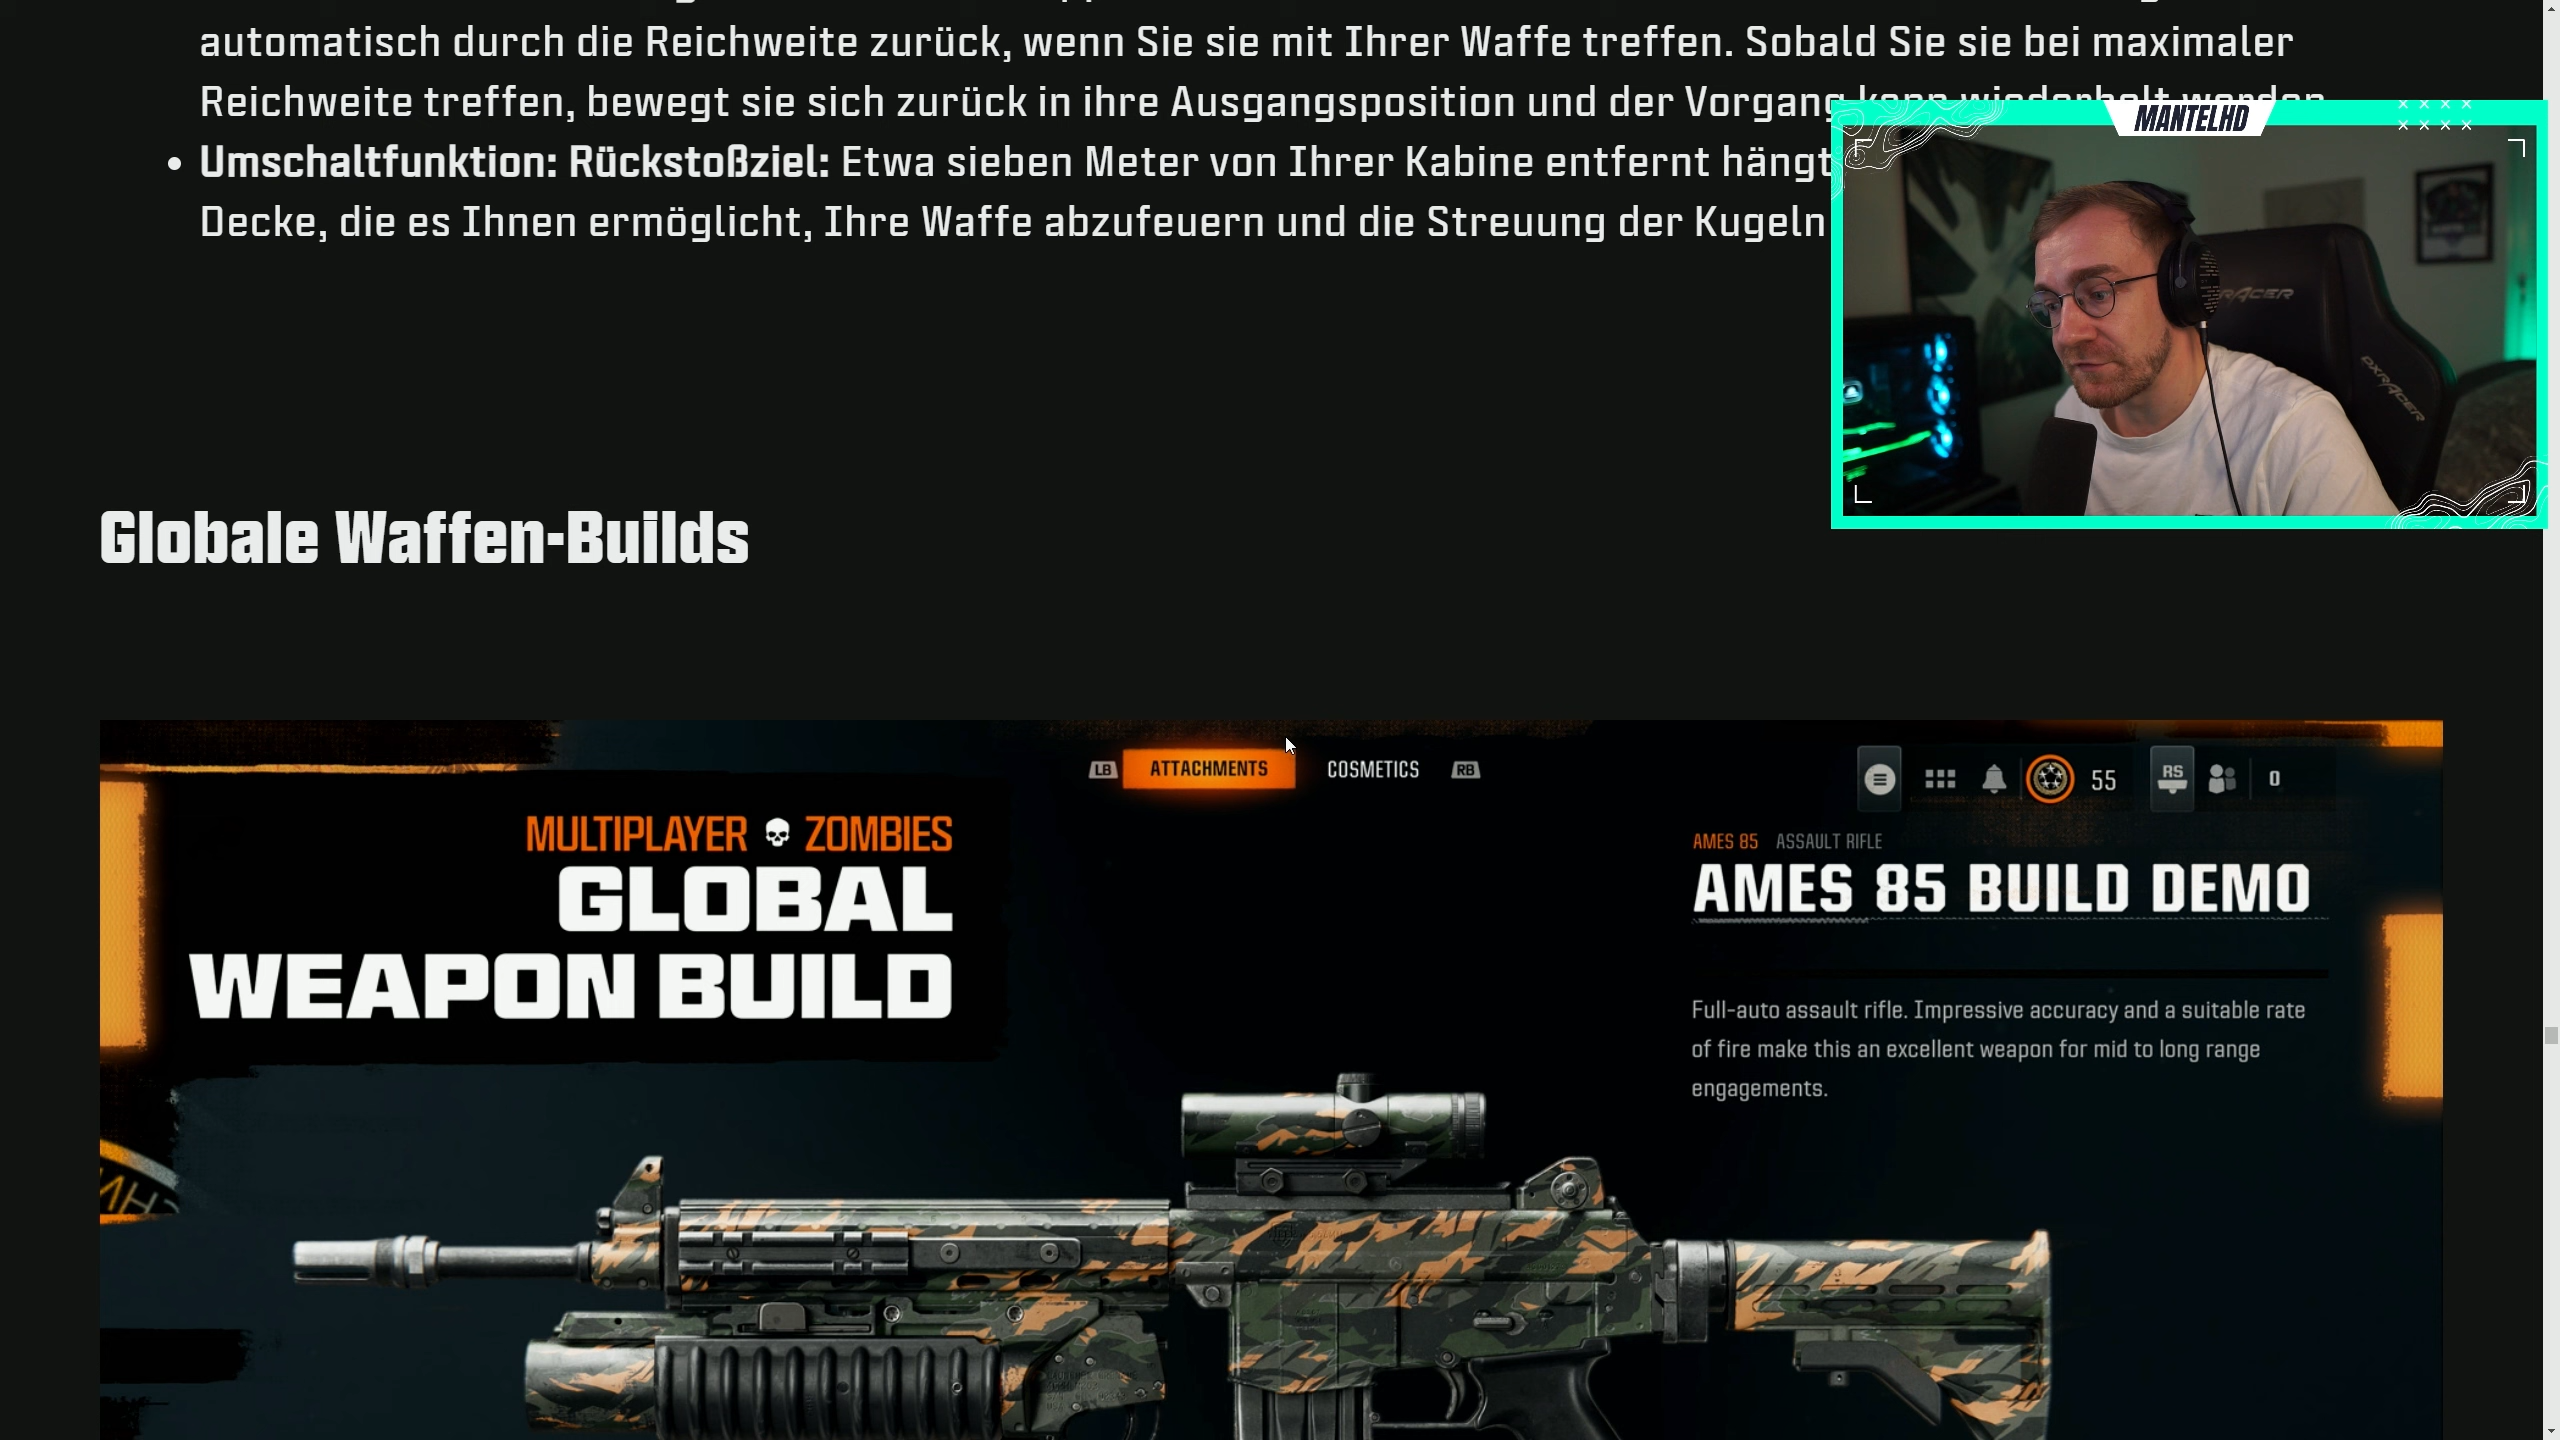 automatisch durch die Reichweite zurück, wenn Sie sie mit Ihrer Waffe treffen. Sobald Sie sie bei maximaler
Reichweite treffen, bewegt sie sich zurück in ihre Ausgangsposition und der Vorgang kann wiederholt werden
MANTELHD
• Umschaltfunktion: Rückstoßziel: Etwa sieben Meter von Ihrer Kabine entfernt hängt
Decke, die es Ihnen ermöglicht, Ihre Waffe abzufeuern und die Streuung der Kugeln
DXRACER
Globale Waffen-Builds
LB ATTACHMENTS COSMETICS RB
55 RS 0
MULTIPLAYER ZOMBIES
GLOBAL
WEAPON BUILD
AMES 85 ASSAULT RIFLE
AMES 85 BUILD DEMO
Full-auto assault rifle. Impressive accuracy and a suitable rate
of fire make this an excellent weapon for mid to long range
engagements.